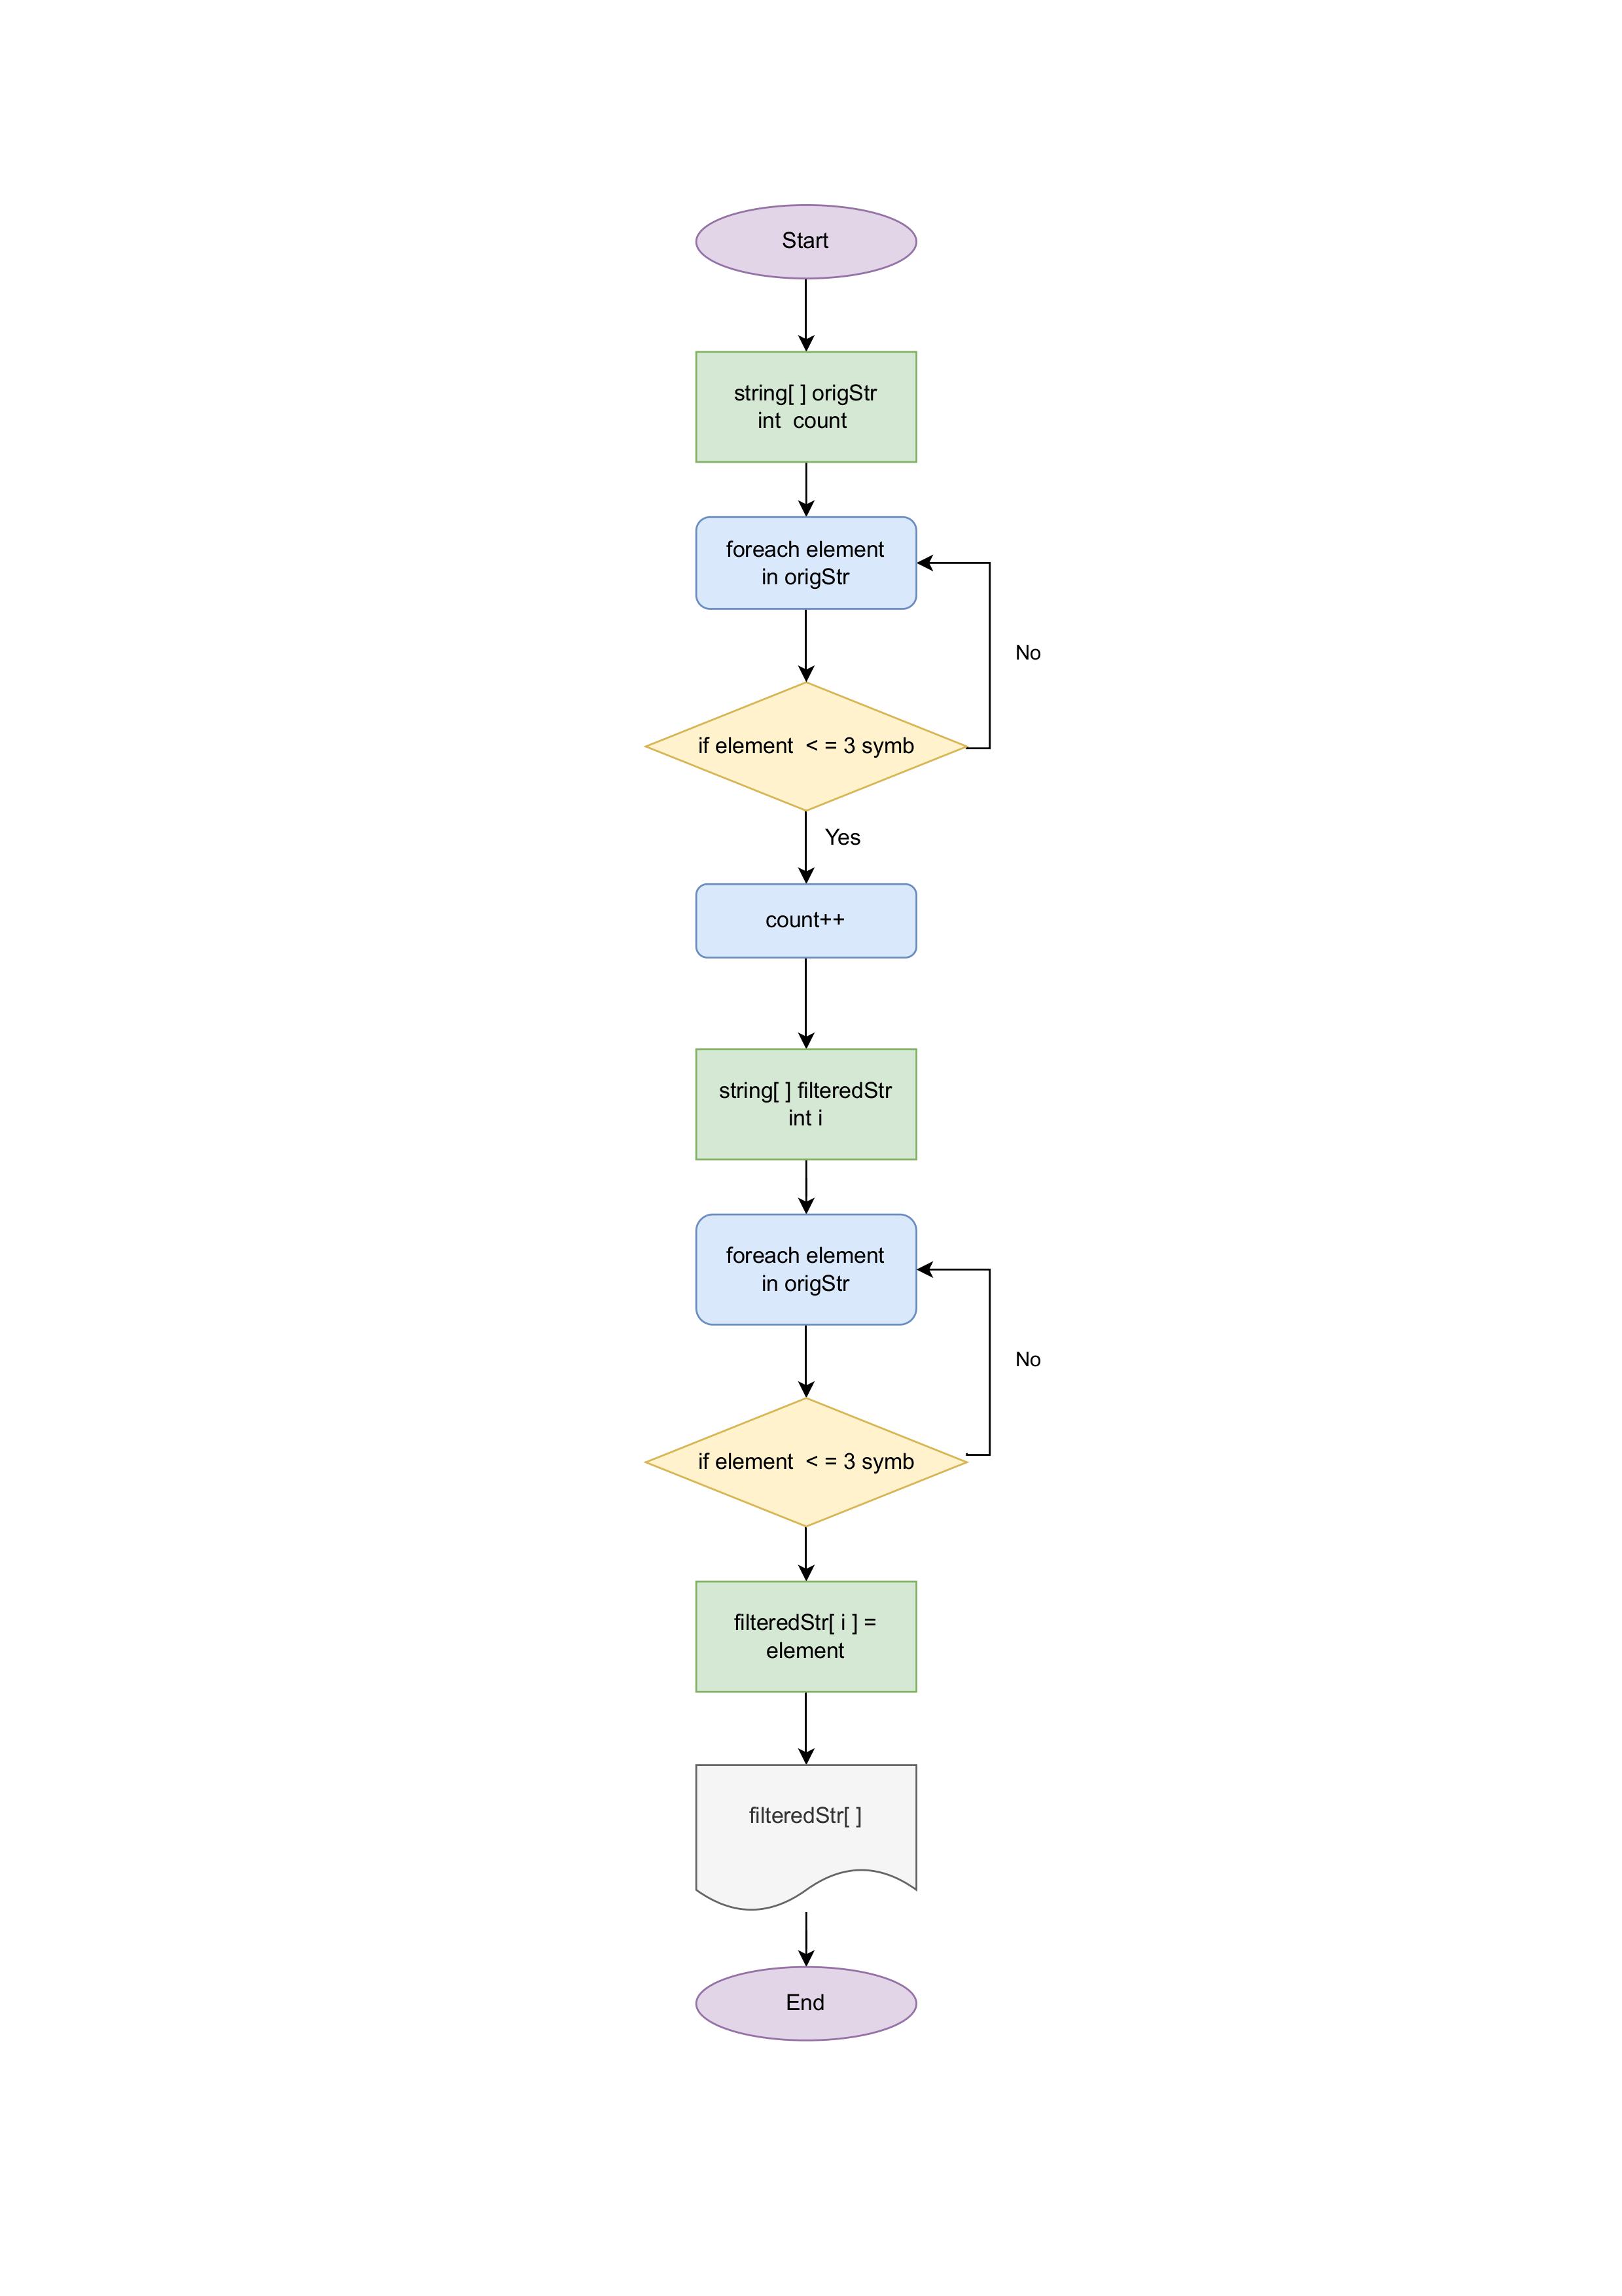 Start
string[ ] origStr
int  count
foreach element
in origStr
No
if element  < = 3 symb
Yes
count++
string[ ] filteredStr
int i
foreach element
in origStr
No
if element  < = 3 symb
filteredStr[ i ] =
element
filteredStr[ ]
End